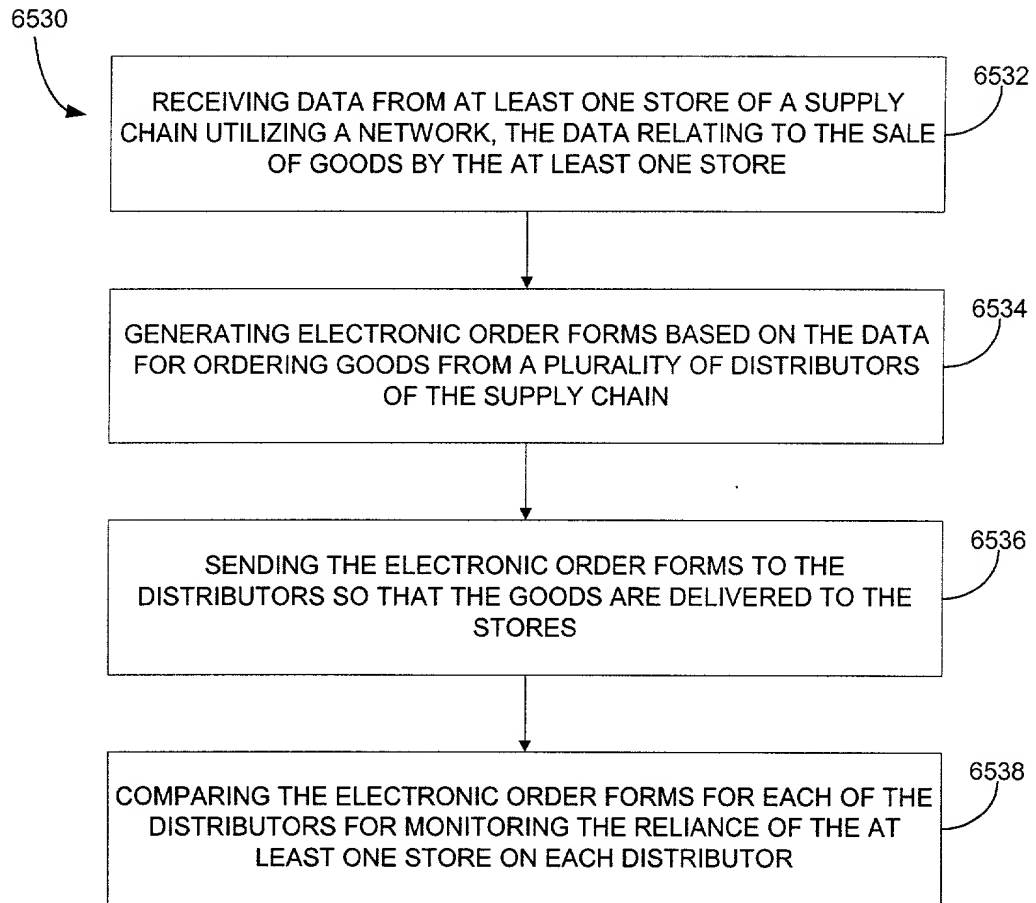 6530
6532
RECEIVING DATA FROM AT LEAST ONE STORE OF A SUPPLY
CHAIN UTILIZING A NETWORK, THE DATA RELATING TO THE SALE
OF GOODS BY THE AT LEAST ONE STORE
6534
GENERATING ELECTRONIC ORDER FORMS BASED ON THE DATA
FOR ORDERING GOODS FROM A PLURALITY OF DISTRIBUTORS
OF THE SUPPLY CHAIN
6536
SENDING THE ELECTRONIC ORDER FORMS TO THE
DISTRIBUTORS SO THAT THE GOODS ARE DELIVERED TO THE
STORES
6538
COMPARING THE ELECTRONIC ORDER FORMS FOR EACH OF THE
DISTRIBUTORS FOR MONITORING THE RELIANCE OF THE AT
LEAST ONE STORE ON EACH DISTRIBUTOR